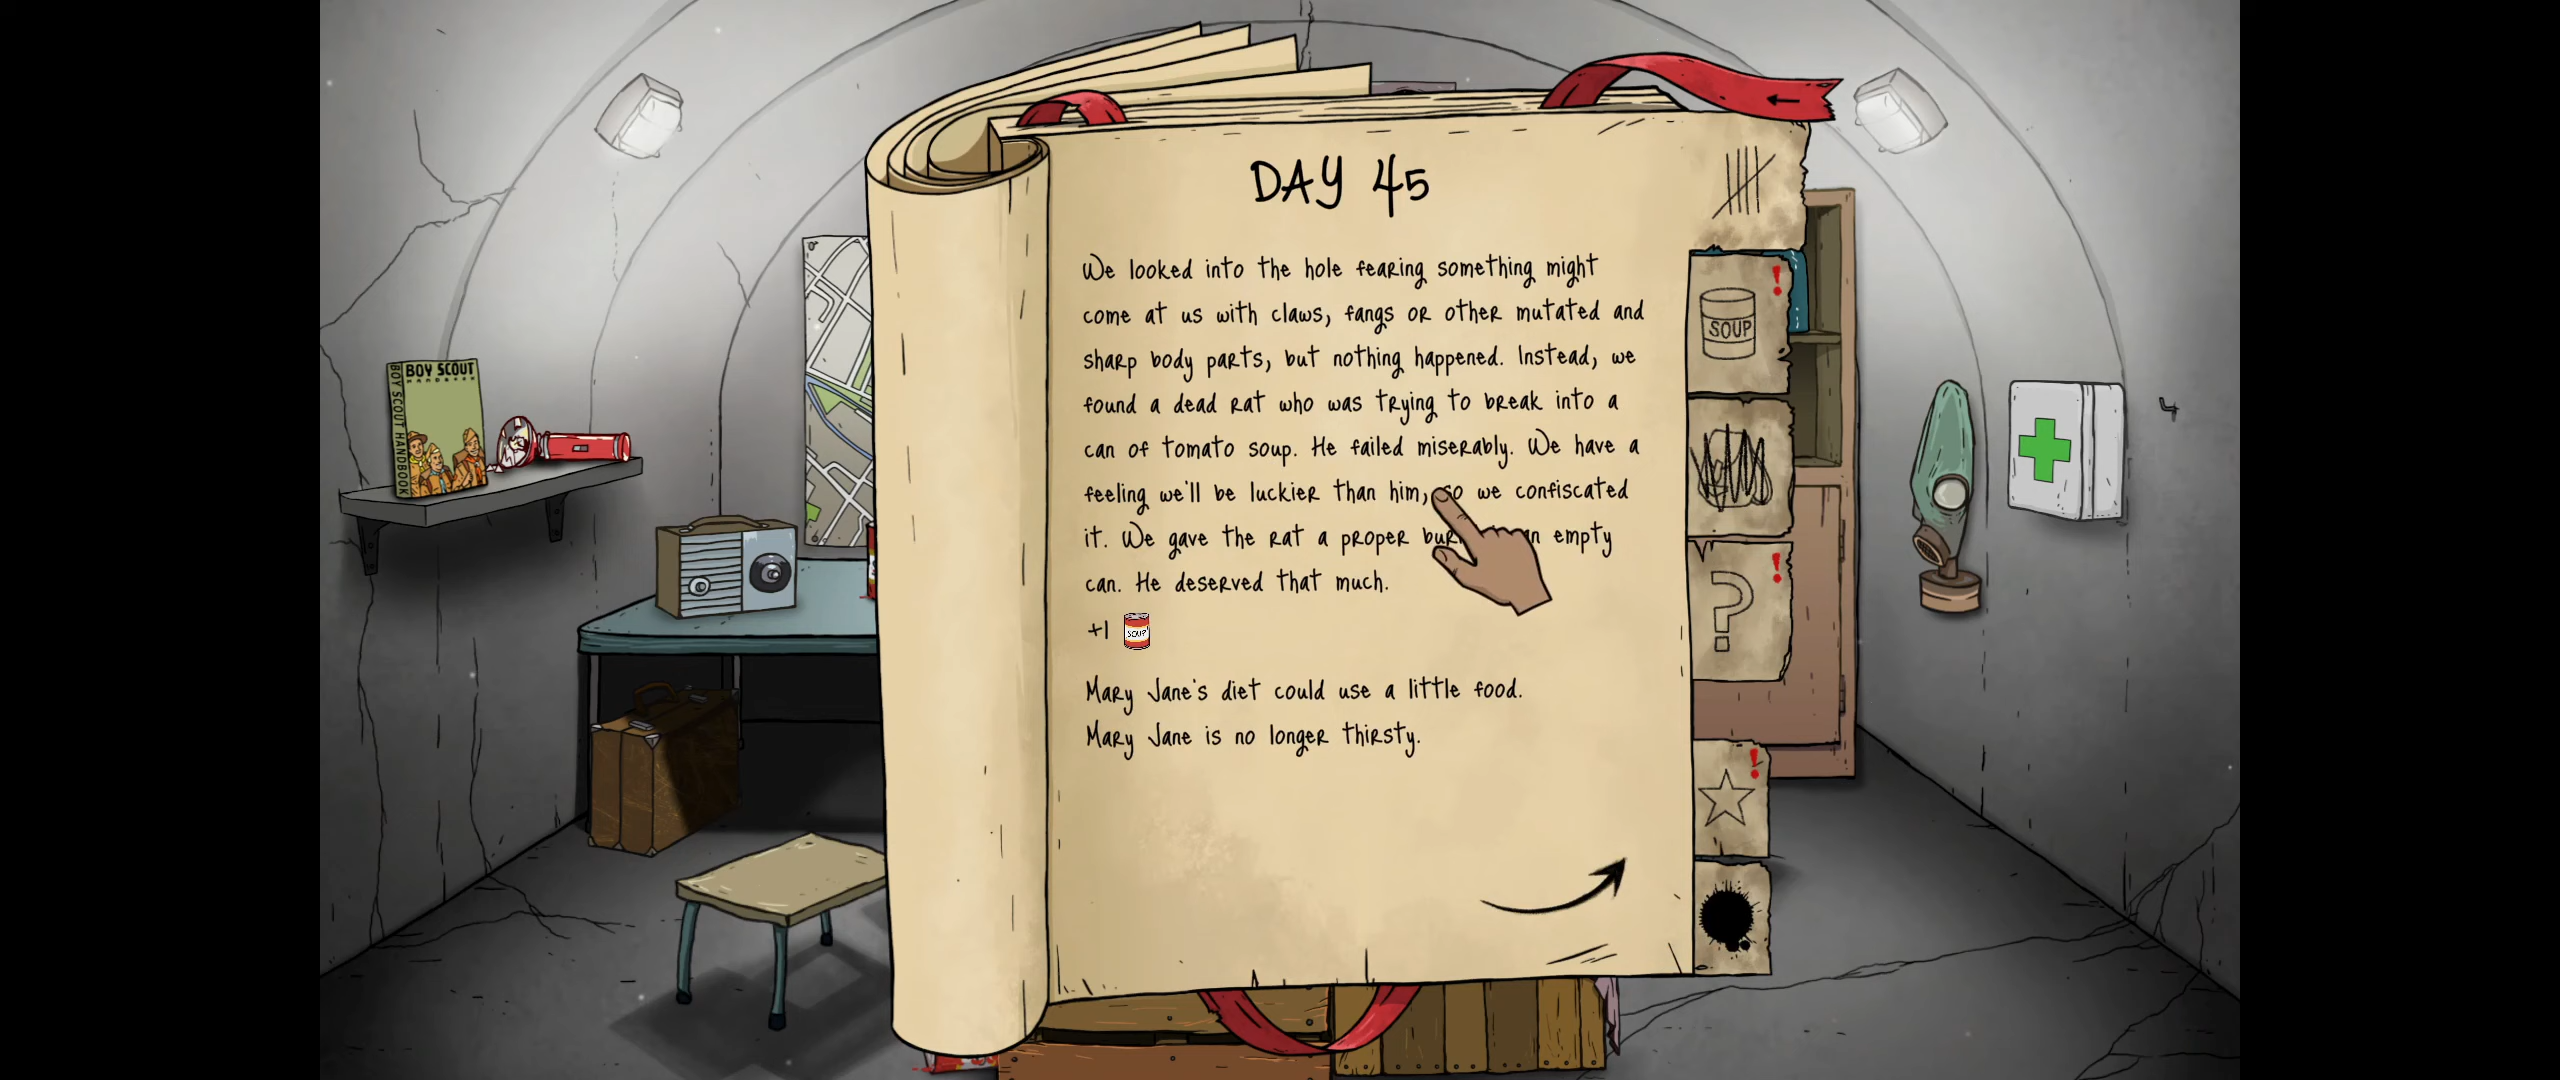 DAY 45
We looked into the hole fearing something might
come at us with claws, fangs or other mutated and
sharp body parts, but nothing happened. Instead, we
found a dead rat who was trying to break into a
can of tomato soup. He failed miserably. We have a
feeling we'll be luckier than him, so we confiscated
it. We gave the rat a proper empty
can. He deserved that much.
+1 SOUP
Mary Jane's diet could use a little food.
Mary Jane is no longer thirsty.
SOUP
!
!
?
!
BOY SCOUT
HANDBOOK
BOY SCOUT HANDBOOK